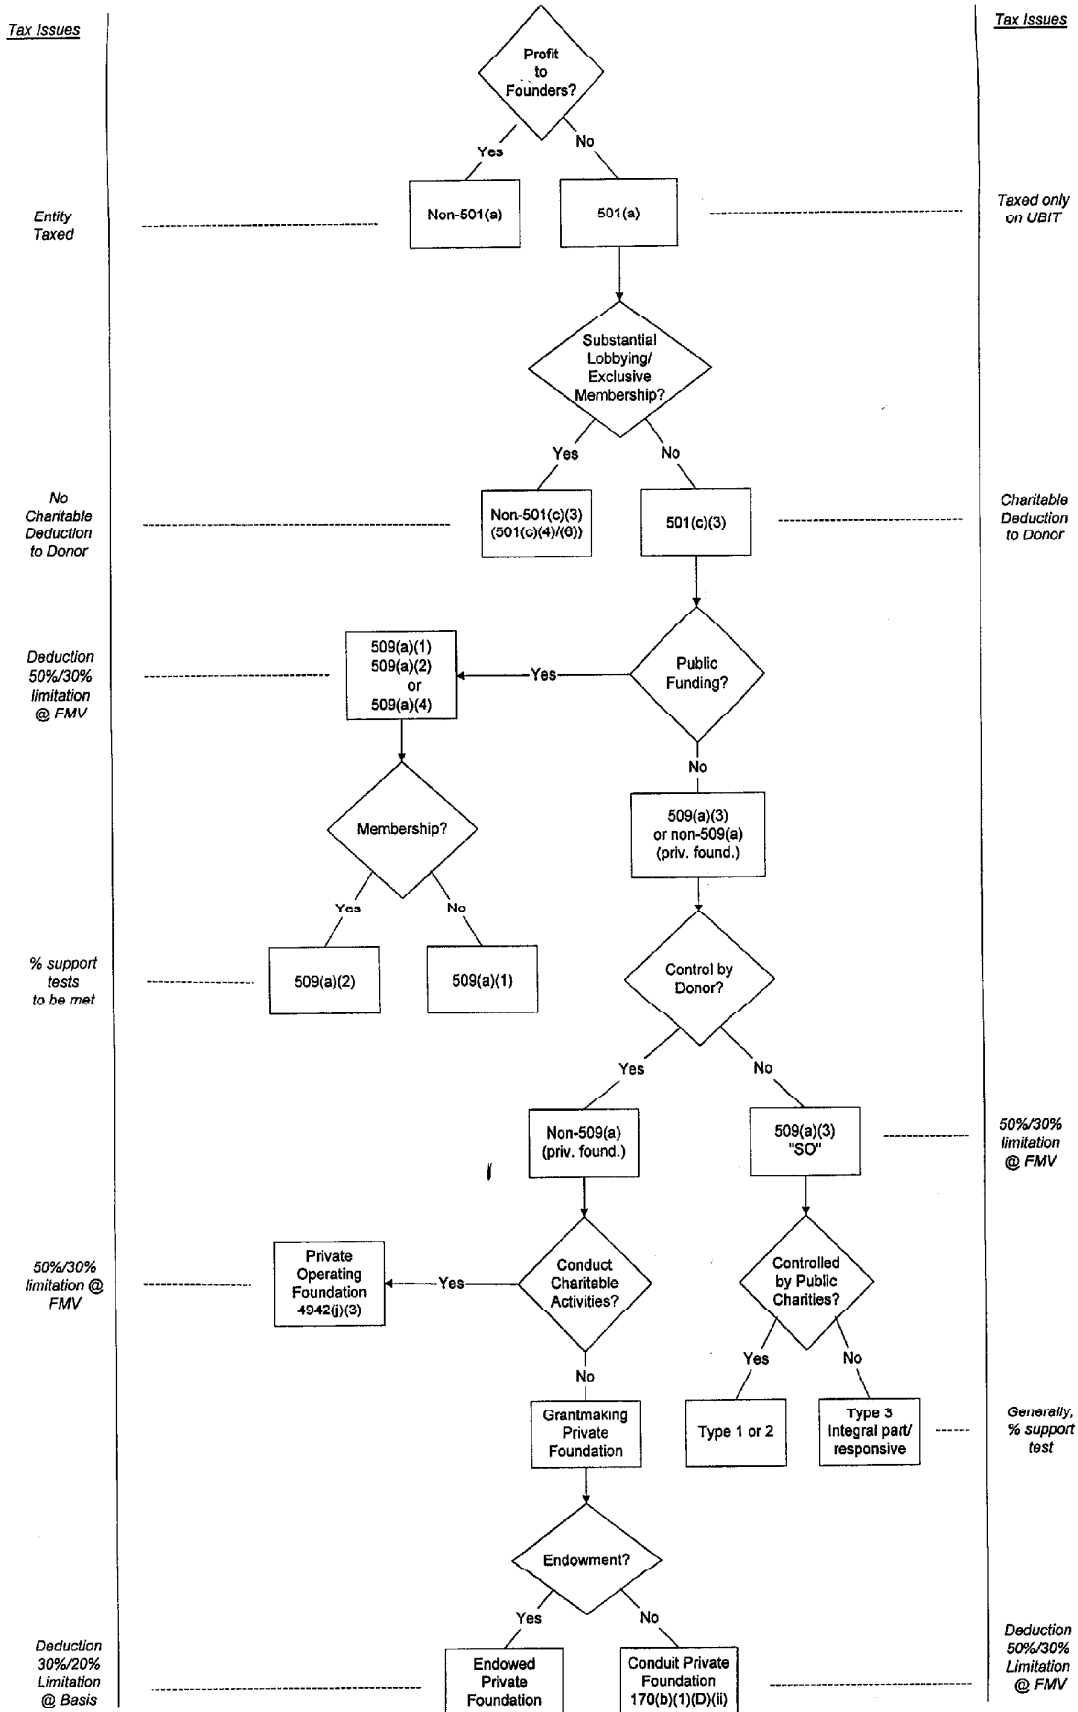 Tax Issues
Tax Issues
Profit
to
Founders?
Yes
No
Entity
Taxed
Non-501(a)
501(a)
Taxed only
on UBIT
Substantial
Lobbying/
Exclusive
Membership?
Yes
No
No
Charitable
Deduction
to Donor
Non-501(c)(3)
(501(c)(4)/(6))
501(c)(3)
Charitable
Deduction
to Donor
Deduction
50%/30%
limitation
@ FMV
509(a)(1)
509(a)(2)
or
509(a)(4)
Yes
Public
Funding?
No
Membership?
509(a)(3)
or non-509(a)
(priv. found.)
Yes
No
% support
tests
to be met
509(a)(2)
509(a)(1)
Control by
Donor?
Yes
No
Non-509(a)
(priv. found.)
509(a)(3)
"SO"
50%/30%
limitation
@ FMV
50%/30%
limitation @
FMV
Private
Operating
Foundation
4942(j)(3)
Yes
Conduct
Charitable
Activities?
Controlled
by Public
Charities?
No
Yes
No
Grantmaking
Private
Foundation
Type 1 or 2
Type 3
Integral part/
responsive
Generally,
% support
test
Endowment?
Yes
No
Deduction
30%/20%
Limitation
@ Basis
Endowed
Private
Foundation
Conduit Private
Foundation
170(b)(1)(D)(ii)
Deduction
50%/30%
Limitation
@ FMV